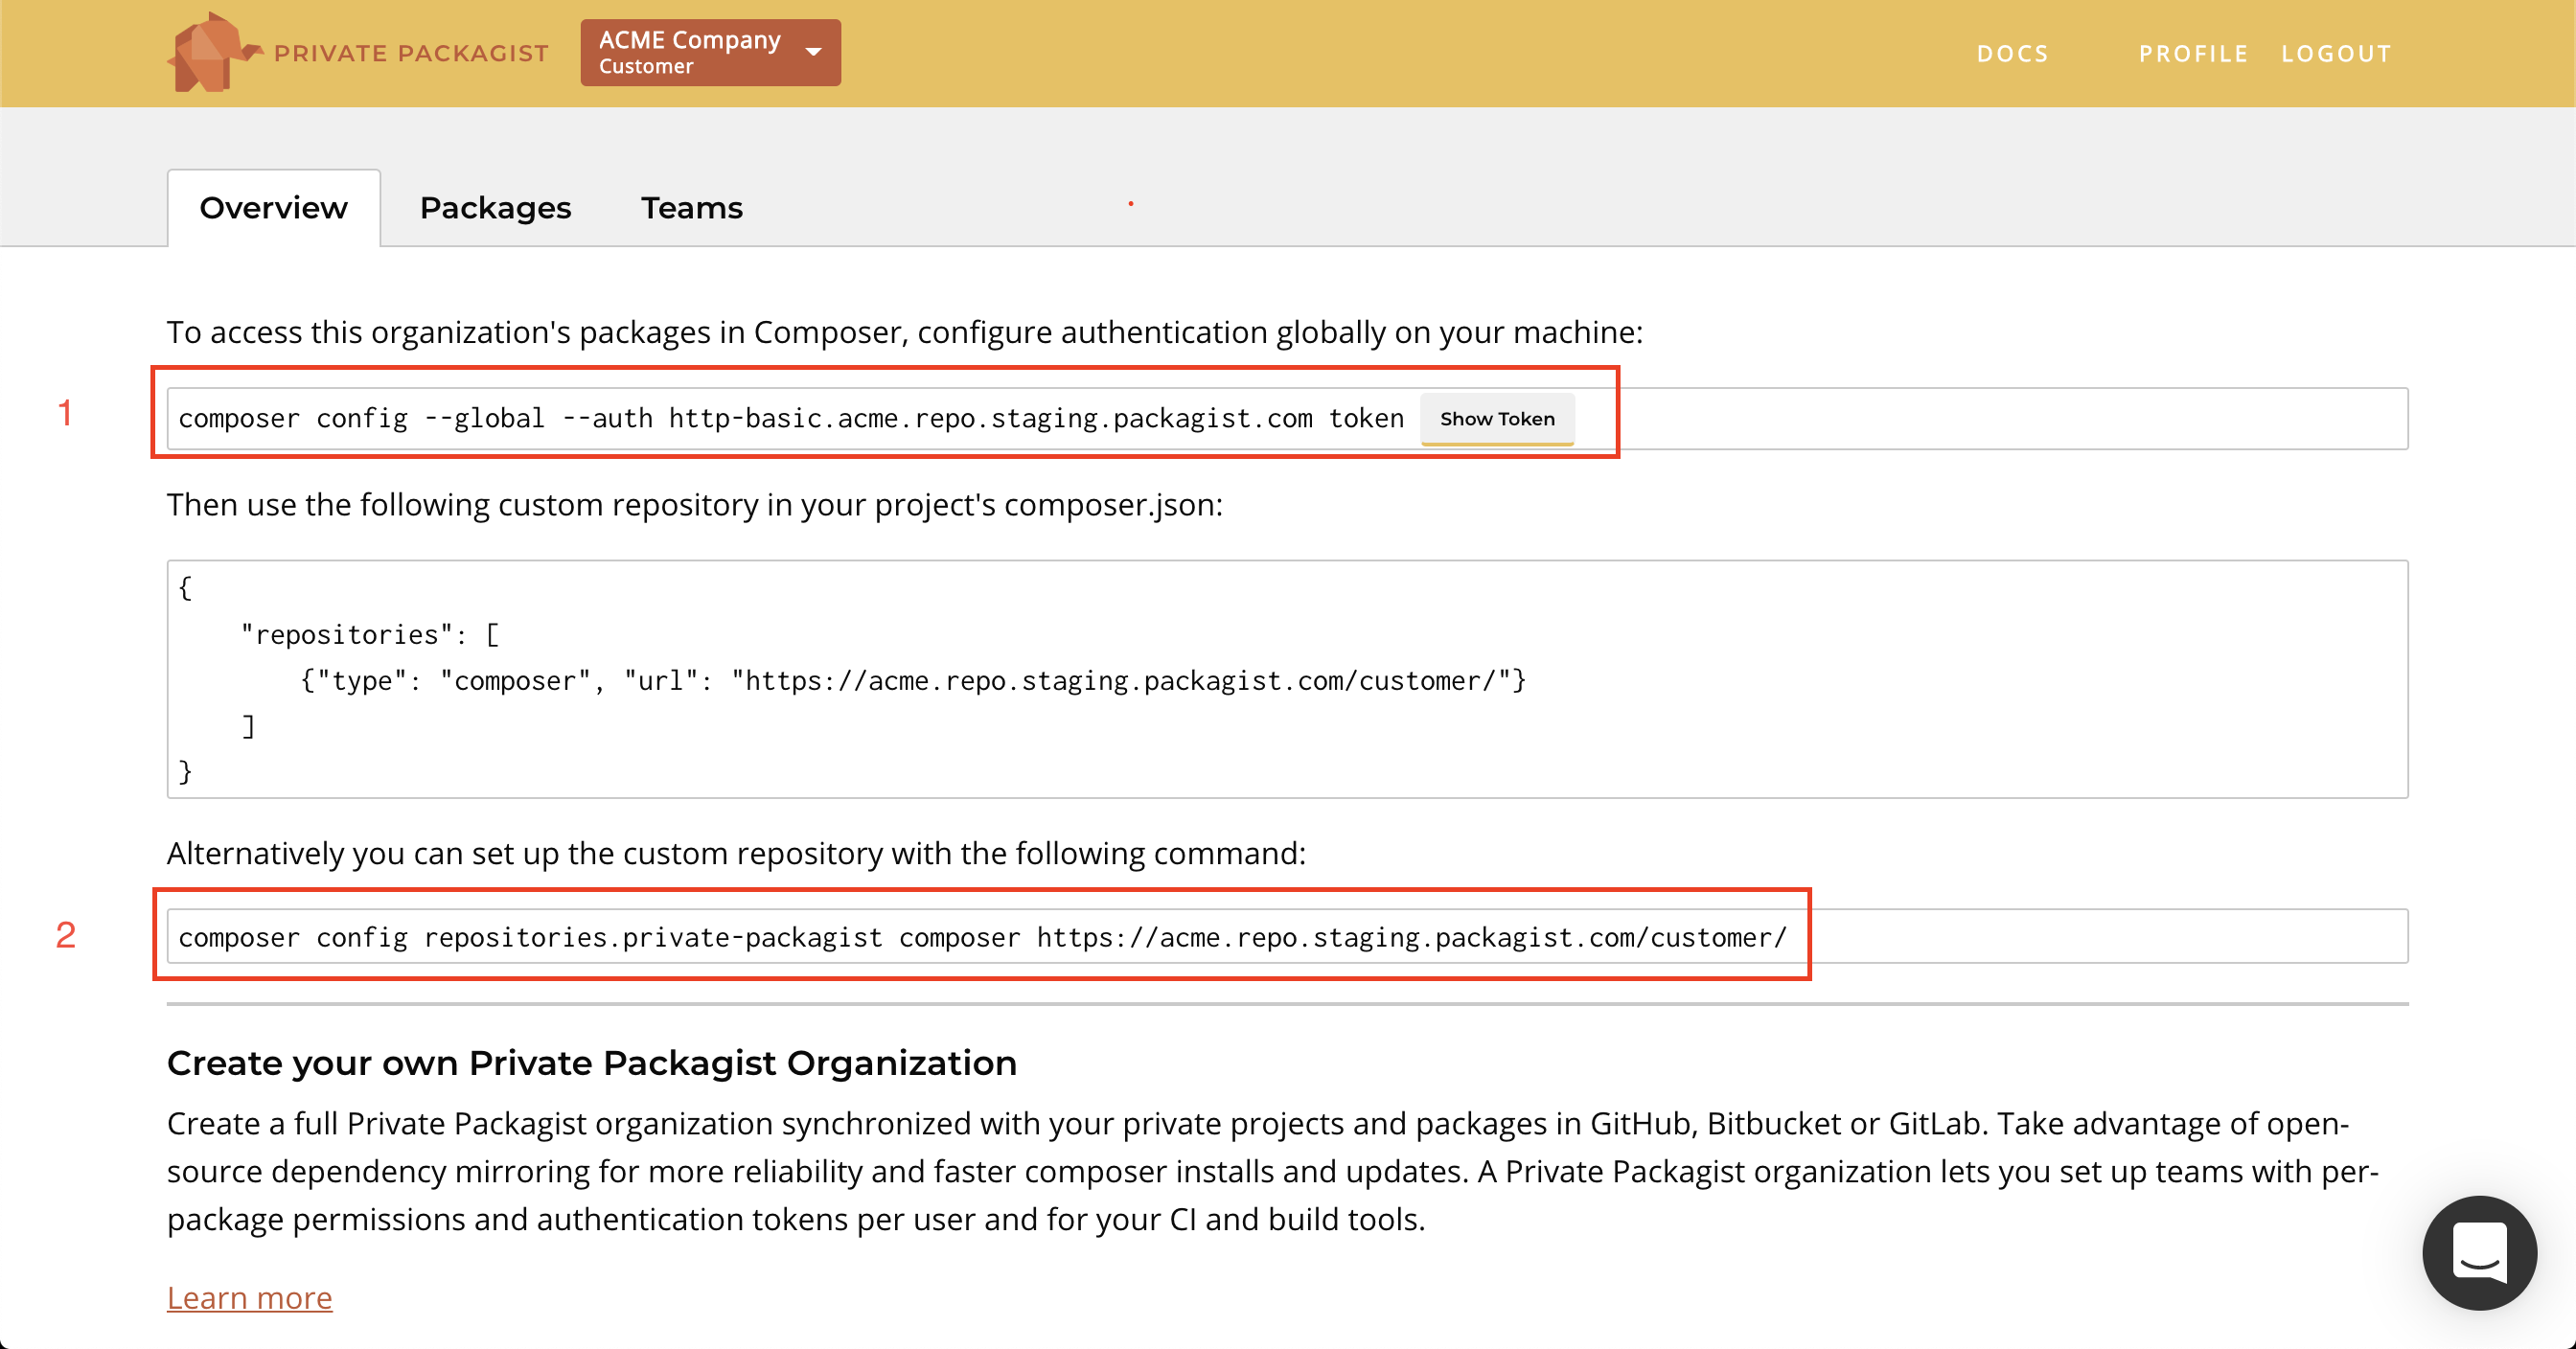 PRIVATE PACKAGIST
ACME Company
Customer
DOCS
PROFILE
LOGOUT
Overview
Packages
Teams
To access this organization's packages in Composer, configure authentication globally on your machine:
1
composer config --global --auth http-basic.acme.repo.staging.packagist.com token Show Token
Then use the following custom repository in your project's composer.json:
{
"repositories": [
{"type": "composer", "url": "https://acme.repo.staging.packagist.com/customer/"}
]
}
Alternatively you can set up the custom repository with the following command:
2
composer config repositories.private-packagist composer https://acme.repo.staging.packagist.com/customer/
Create your own Private Packagist Organization
Create a full Private Packagist organization synchronized with your private projects and packages in GitHub, Bitbucket or GitLab. Take advantage of open-
source dependency mirroring for more reliability and faster composer installs and updates. A Private Packagist organization lets you set up teams with per-
package permissions and authentication tokens per user and for your CI and build tools.
Learn more